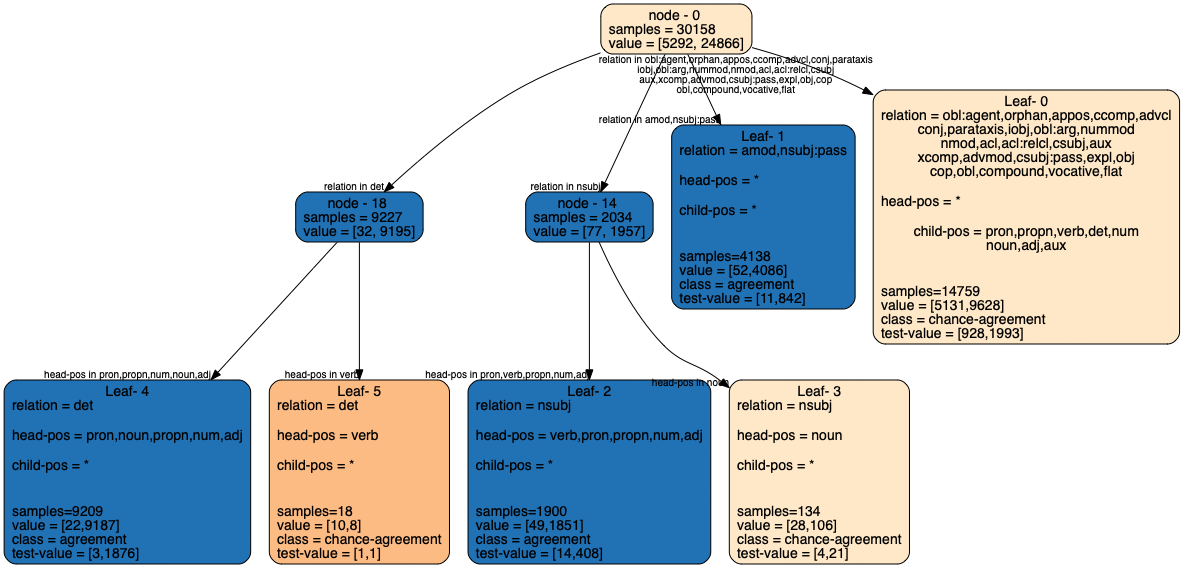 node - 0
samples = 30158
value = [5292, 24866]
relation in obl:agent,orphan,appos,ccomp,advcl,conj,parataxis
iobj,obl:arg,nummod,nmod,acl,acl:relcl,csubj
aux,xcomp,advmod,csubj:pass,expl,obj,cop
obl,compound,vocative,flat
relation in amod,nsubj:pass
relation in det
relation in nsubj
Leaf- 0
relation = obl:agent,orphan,appos,ccomp,advcl
conj,parataxis,iobj,obl:arg,nummod
nmod,acl,acl:relcl,csubj,aux
xcomp,advmod,csubj:pass,expl,obj
cop,obl,compound,vocative,flat
head-pos = *
child-pos = pron,propn,verb,det,num
noun,adj,aux
samples=14759
value = [5131,9628]
class = chance-agreement
test-value = [928,1993]
Leaf- 1
relation = amod,nsubj:pass
head-pos = *
child-pos = *
samples=4138
value = [52,4086]
class = agreement
test-value = [11,842]
node - 18
samples = 9227
value = [32, 9195]
node - 14
samples = 2034
value = [77, 1957]
head-pos in pron,propn,num,noun,adj
head-pos in verb
head-pos in pron,verb,propn,num,adj
head-pos in noun
Leaf- 4
relation = det
head-pos = pron,noun,propn,num,adj
child-pos = *
samples=9209
value = [22,9187]
class = agreement
test-value = [3,1876]
Leaf- 5
relation = det
head-pos = verb
child-pos = *
samples=18
value = [10,8]
class = chance-agreement
test-value = [1,1]
Leaf- 2
relation = nsubj
head-pos = verb,pron,propn,num,adj
child-pos = *
samples=1900
value = [49,1851]
class = agreement
test-value = [14,408]
Leaf- 3
relation = nsubj
head-pos = noun
child-pos = *
samples=134
value = [28,106]
class = chance-agreement
test-value = [4,21]